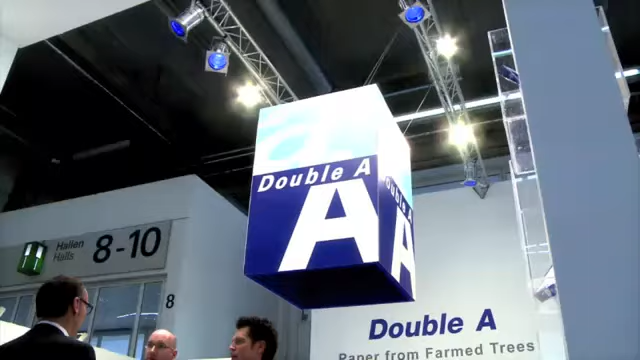 Double A
A
Double A
A
Hallen
Halls
8-10
8
Double A
Paper from Farmed Trees